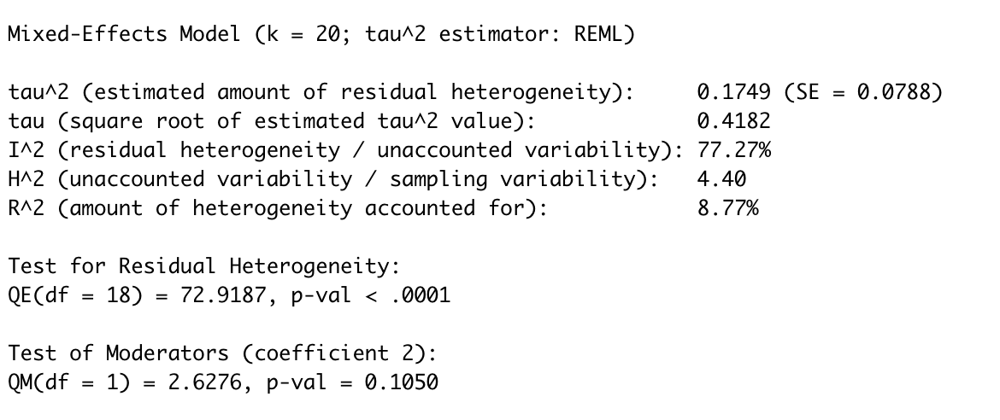 Mixed-Effects Model (k = 20; tau^2 estimator: REML)
tau^2 (estimated amount of residual heterogeneity): 0.1749 (SE = 0.0788)
tau (square root of estimated tau^2 value): 0.4182
I^2 (residual heterogeneity / unaccounted variability): 77.27%
H^2 (unaccounted variability / sampling variability): 4.40
R^2 (amount of heterogeneity accounted for): 8.77%
Test for Residual Heterogeneity:
QE(df = 18) = 72.9187, p-val < .0001
Test of Moderators (coefficient 2):
QM(df = 1) = 2.6276, p-val = 0.1050